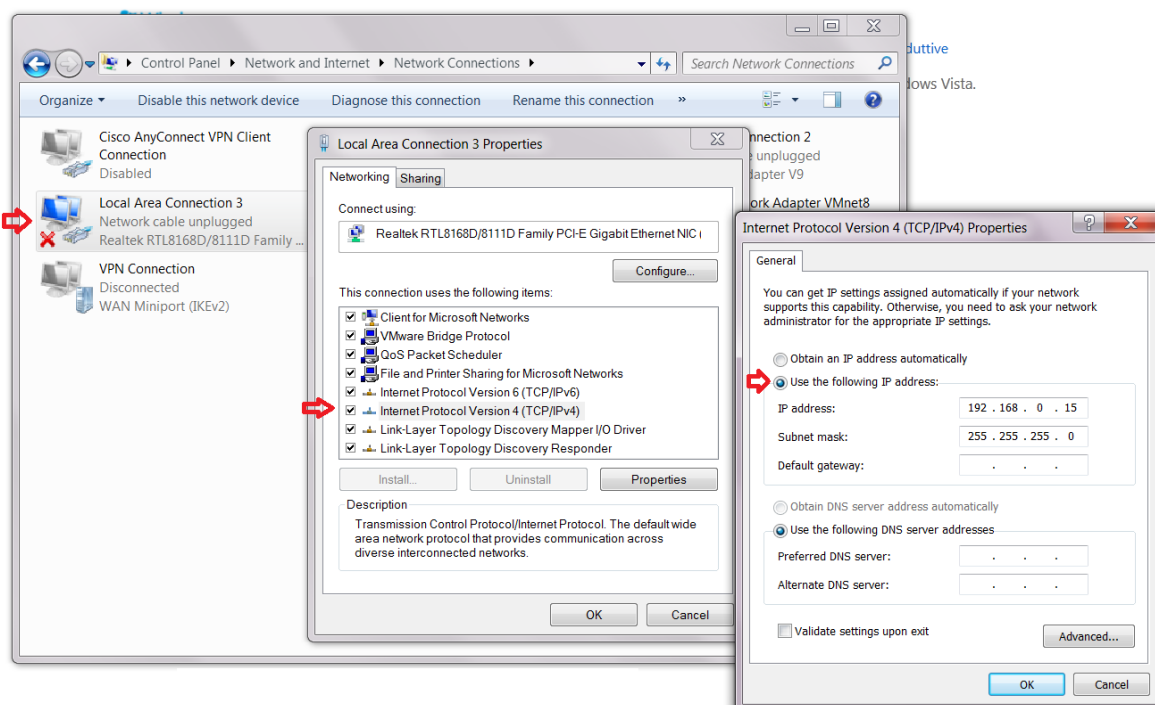 duttive
Control Panel Network and Internet Network Connections
Search Network Connections
dows Vista.
Organize Disable this network device Diagnose this connection Rename this connection »
Cisco AnyConnect VPN Client
Connection
Disabled
Local Area Connection 3
Network cable unplugged
Realtek RTL8168D/8111D Family ...
VPN Connection
Disconnected
WAN Miniport (IKEv2)
nnection 2
unplugged
dapter V9
ork Adapter VMnet8
Local Area Connection 3 Properties
Networking Sharing
Connect using:
Realtek RTL8168D/8111D Family PCI-E Gigabit Ethernet NIC (
Configure...
This connection uses the following items:
Client for Microsoft Networks
VMware Bridge Protocol
QoS Packet Scheduler
File and Printer Sharing for Microsoft Networks
Internet Protocol Version 6 (TCP/IPv6)
Internet Protocol Version 4 (TCP/IPv4)
Link-Layer Topology Discovery Mapper I/O Driver
Link-Layer Topology Discovery Responder
Install... Uninstall Properties
Description
Transmission Control Protocol/Internet Protocol. The default wide
area network protocol that provides communication across
diverse interconnected networks.
OK Cancel
Internet Protocol Version 4 (TCP/IPv4) Properties
General
You can get IP settings assigned automatically if your network
supports this capability. Otherwise, you need to ask your network
administrator for the appropriate IP settings.
Obtain an IP address automatically
Use the following IP address:
IP address: 192 . 168 . 0 . 15
Subnet mask: 255 . 255 . 255 . 0
Default gateway: . . .
Obtain DNS server address automatically
Use the following DNS server addresses
Preferred DNS server: . . .
Alternate DNS server: . . .
Validate settings upon exit
Advanced...
OK Cancel